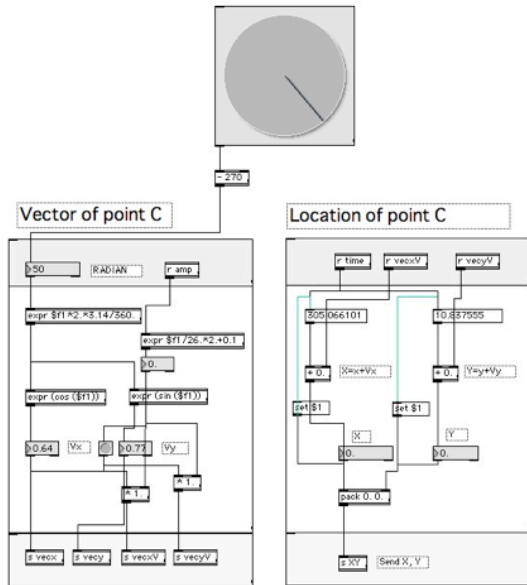 - 270
Vector of point C
50
RADIAN
r amp
expr $f1*2.*3.14/360.
expr $f1/26.*2.+0.1
0.
expr (cos ($f1))
expr (sin ($f1))
0.64
Vx
0.77
Vy
* 1.
* 1.
s vecx
s vecy
s vecxV
s vecyV
Location of point C
r time
r vecxV
r vecyV
305.066101
10.837555
+ 0.
X=x+Vx
+ 0.
Y=y+Vy
set $1
set $1
X
Y
0.
0.
pack 0. 0.
s XY
Send X, Y